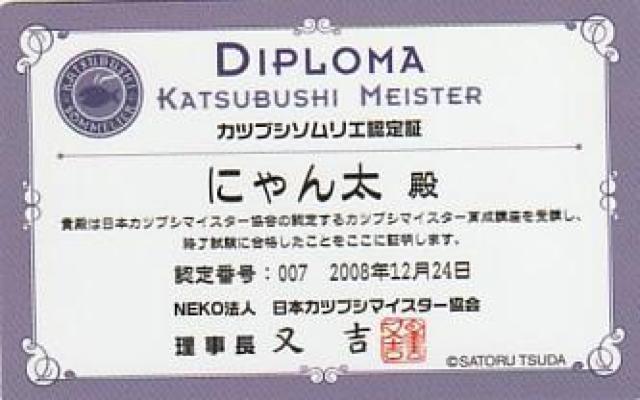 DIPLOMA
KATSUBUSHI MEISTER
KATSUBUSHI
SOMMELIER
カツブシソムリエ認定証
にゃん太 殿
貴殿は日本カツブシマイスター協会の認定するカツブシマイスター育成講座を受講し、
終了試験に合格したことをここに証明します。
認定番号：007 2008年12月24日
NEKO法人 日本カツブシマイスター協会
理事長 又吉
©SATORU TSUDA